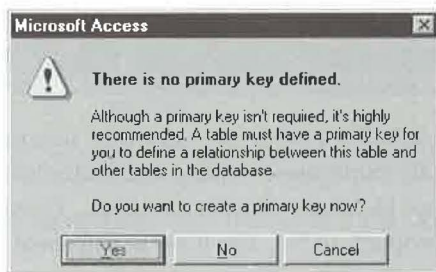 Microsoft Access
There is no primary key defined.
Although a primary key isn't required, it's highly
recommended. A table must have a primary key for
you to define a relationship between this table and
other tables in the database.
Do you want to create a primary key now?
Yes No Cancel